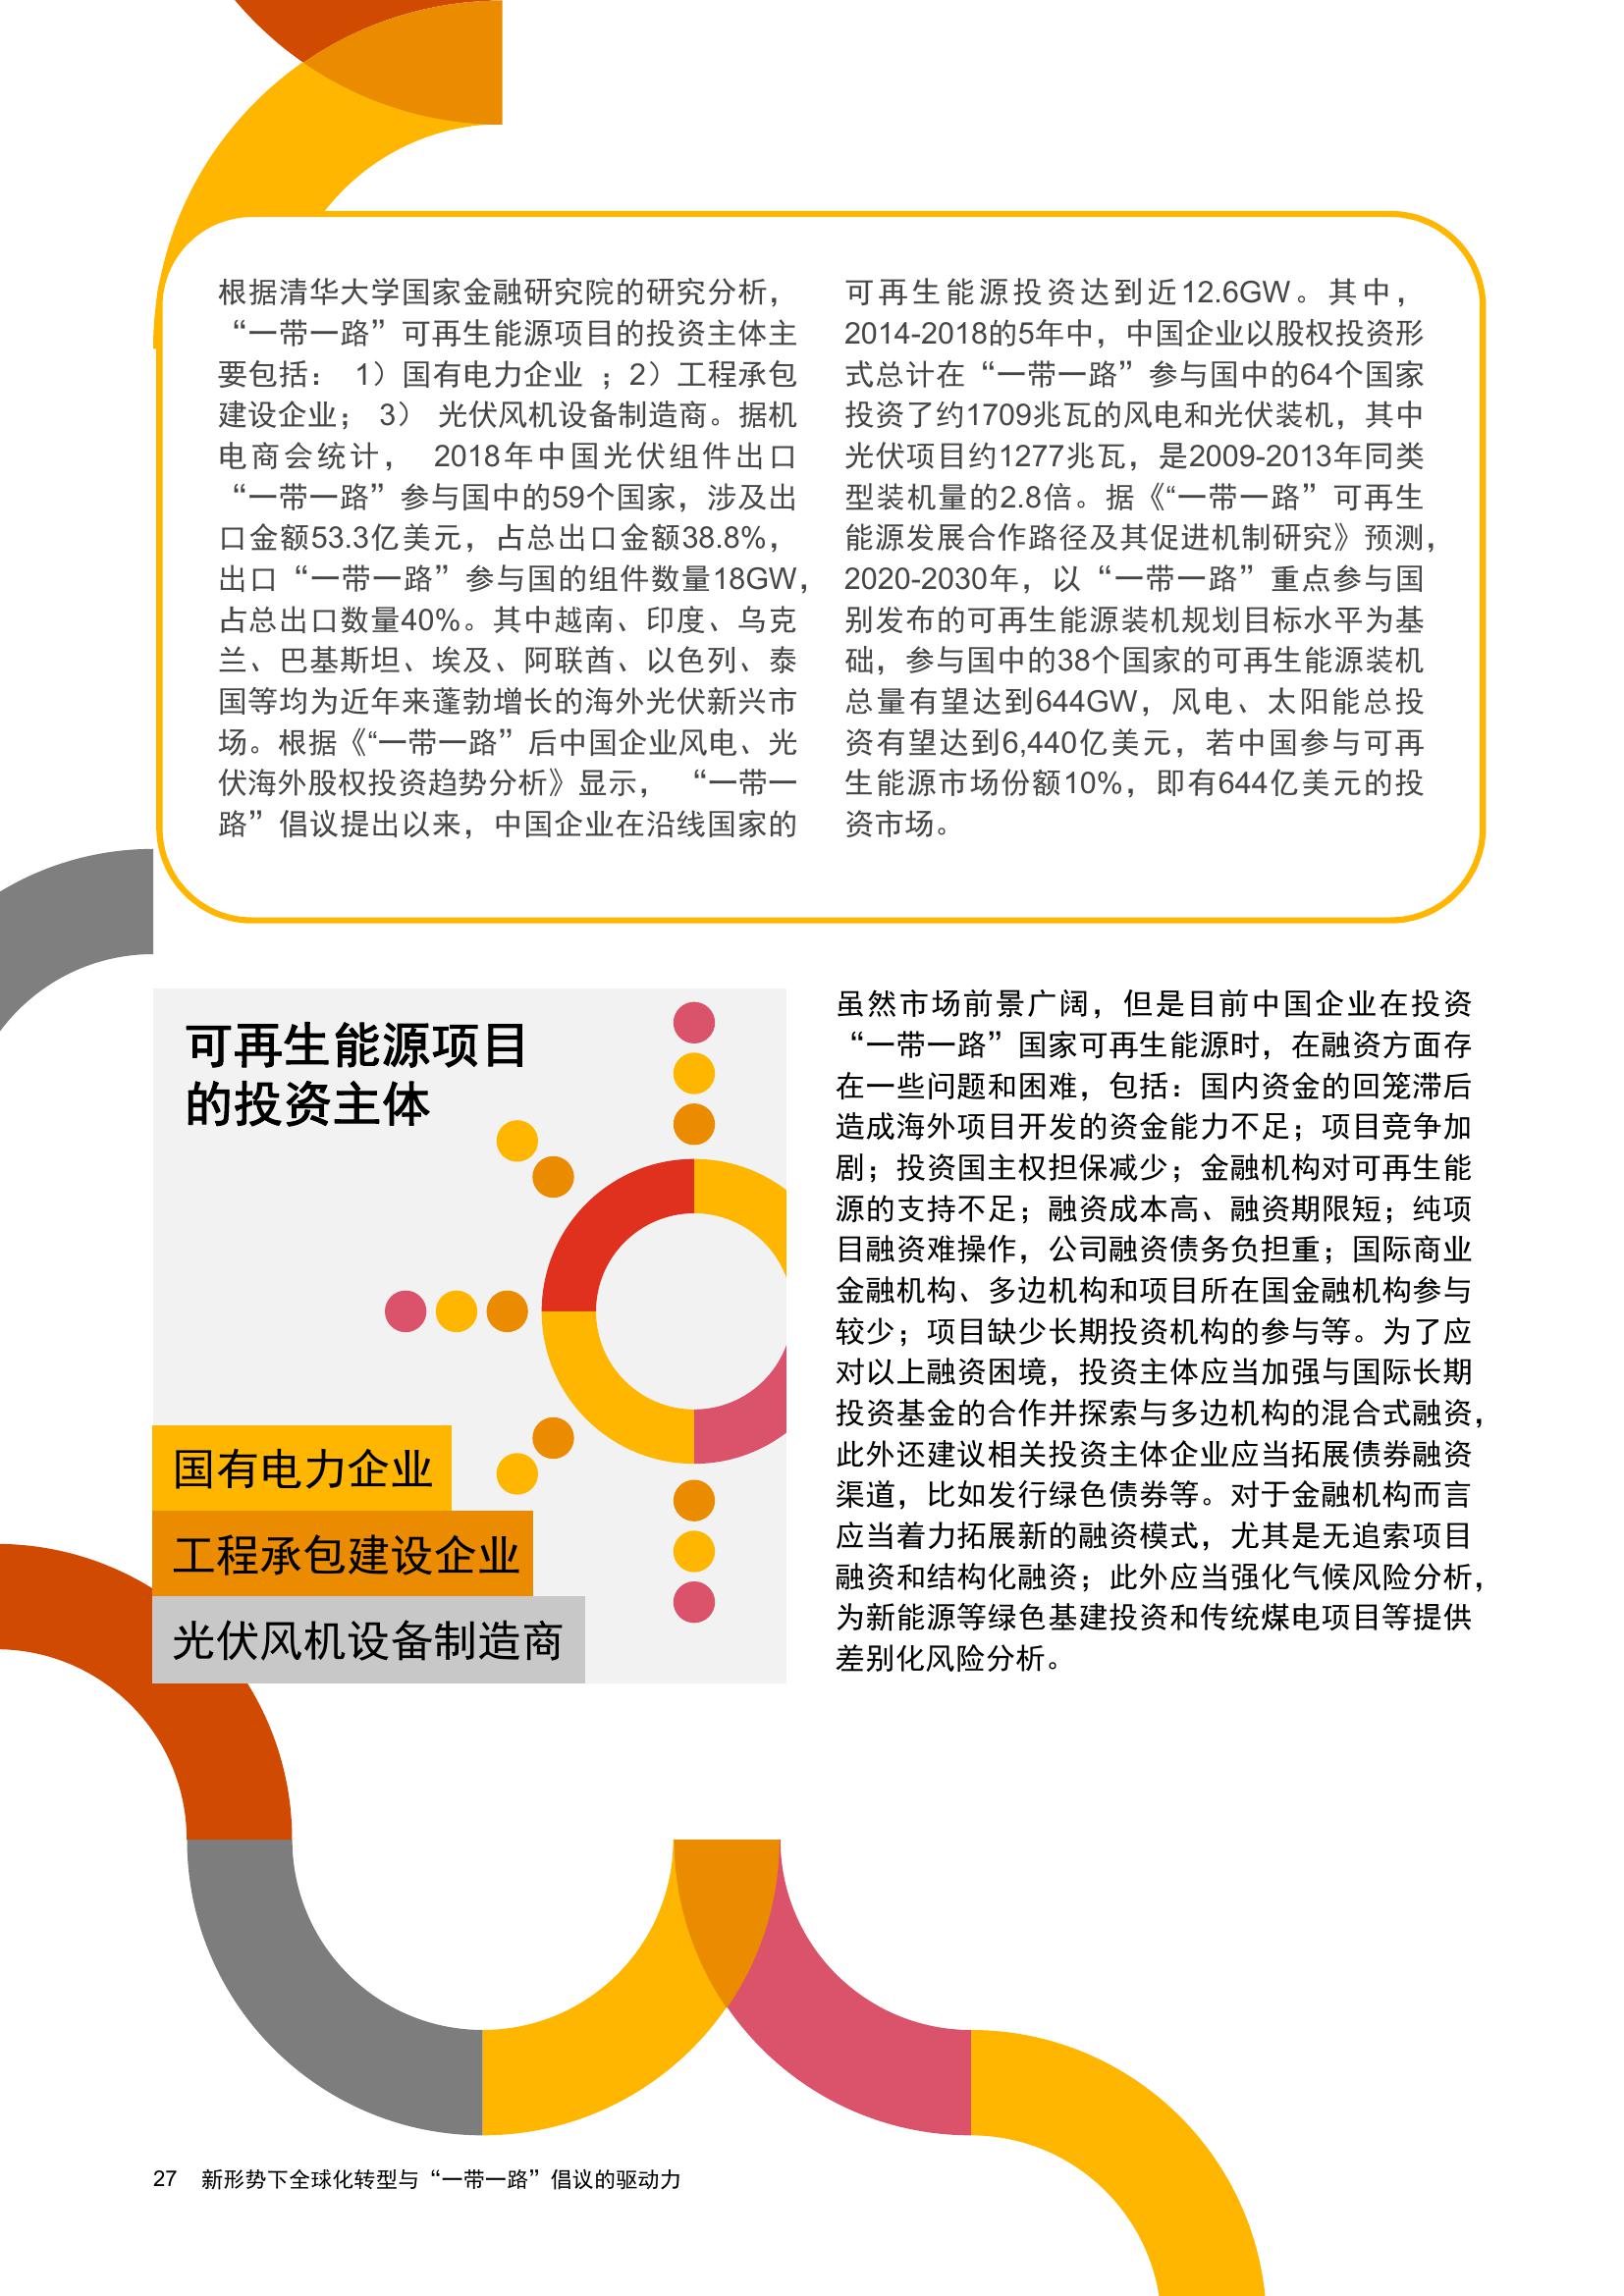 根据清华大学国家金融研究院的研究分析，
“一带一路”可再生能源项目的投资主体主
要包括： 1）国有电力企业 ；2）工程承包
建设企业； 3） 光伏风机设备制造商。据机
电商会统计， 2018年中国光伏组件出口
“一带一路”参与国中的59个国家，涉及出
口金额53.3亿美元，占总出口金额38.8%，
出口“一带一路”参与国的组件数量18GW，
占总出口数量40%。其中越南、印度、乌克
兰、巴基斯坦、埃及、阿联酋、以色列、泰
国等均为近年来蓬勃增长的海外光伏新兴市
场。根据《“一带一路”后中国企业风电、光
伏海外股权投资趋势分析》显示， “一带一
路”倡议提出以来，中国企业在沿线国家的
可再生能源投资达到近12.6GW。其中，
2014-2018的5年中，中国企业以股权投资形
式总计在“一带一路”参与国中的64个国家
投资了约1709兆瓦的风电和光伏装机，其中
光伏项目约1277兆瓦，是2009-2013年同类
型装机量的2.8倍。据《“一带一路”可再生
能源发展合作路径及其促进机制研究》预测，
2020-2030年，以“一带一路”重点参与国
别发布的可再生能源装机规划目标水平为基
础，参与国中的38个国家的可再生能源装机
总量有望达到644GW，风电、太阳能总投
资有望达到6,440亿美元，若中国参与可再
生能源市场份额10%，即有644亿美元的投
资市场。
可再生能源项目
的投资主体
国有电力企业
工程承包建设企业
光伏风机设备制造商
虽然市场前景广阔，但是目前中国企业在投资
“一带一路”国家可再生能源时，在融资方面存
在一些问题和困难，包括：国内资金的回笼滞后
造成海外项目开发的资金能力不足；项目竞争加
剧；投资国主权担保减少；金融机构对可再生能
源的支持不足；融资成本高、融资期限短；纯项
目融资难操作，公司融资债务负担重；国际商业
金融机构、多边机构和项目所在国金融机构参与
较少；项目缺少长期投资机构的参与等。为了应
对以上融资困境，投资主体应当加强与国际长期
投资基金的合作并探索与多边机构的混合式融资，
此外还建议相关投资主体企业应当拓展债券融资
渠道，比如发行绿色债券等。对于金融机构而言
应当着力拓展新的融资模式，尤其是无追索项目
融资和结构化融资；此外应当强化气候风险分析，
为新能源等绿色基建投资和传统煤电项目等提供
差别化风险分析。
27 新形势下全球化转型与“一带一路”倡议的驱动力